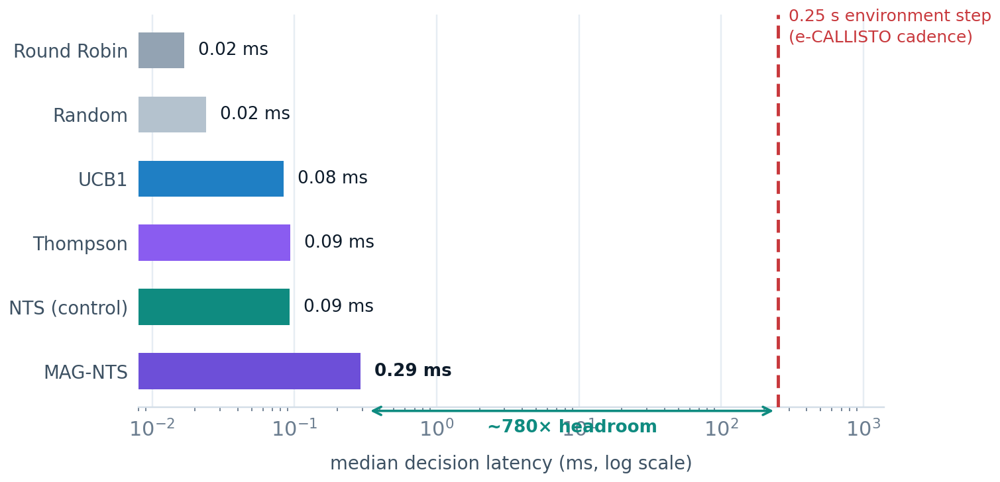 0.25 s environment step
(e-CALLISTO cadence)
Round Robin
0.02 ms
Random
0.02 ms
UCB1
0.08 ms
Thompson
0.09 ms
NTS (control)
0.09 ms
MAG-NTS
0.29 ms
10⁻² 10⁻¹ 10⁰ 10¹ 10² 10³
~780× headroom
median decision latency (ms, log scale)